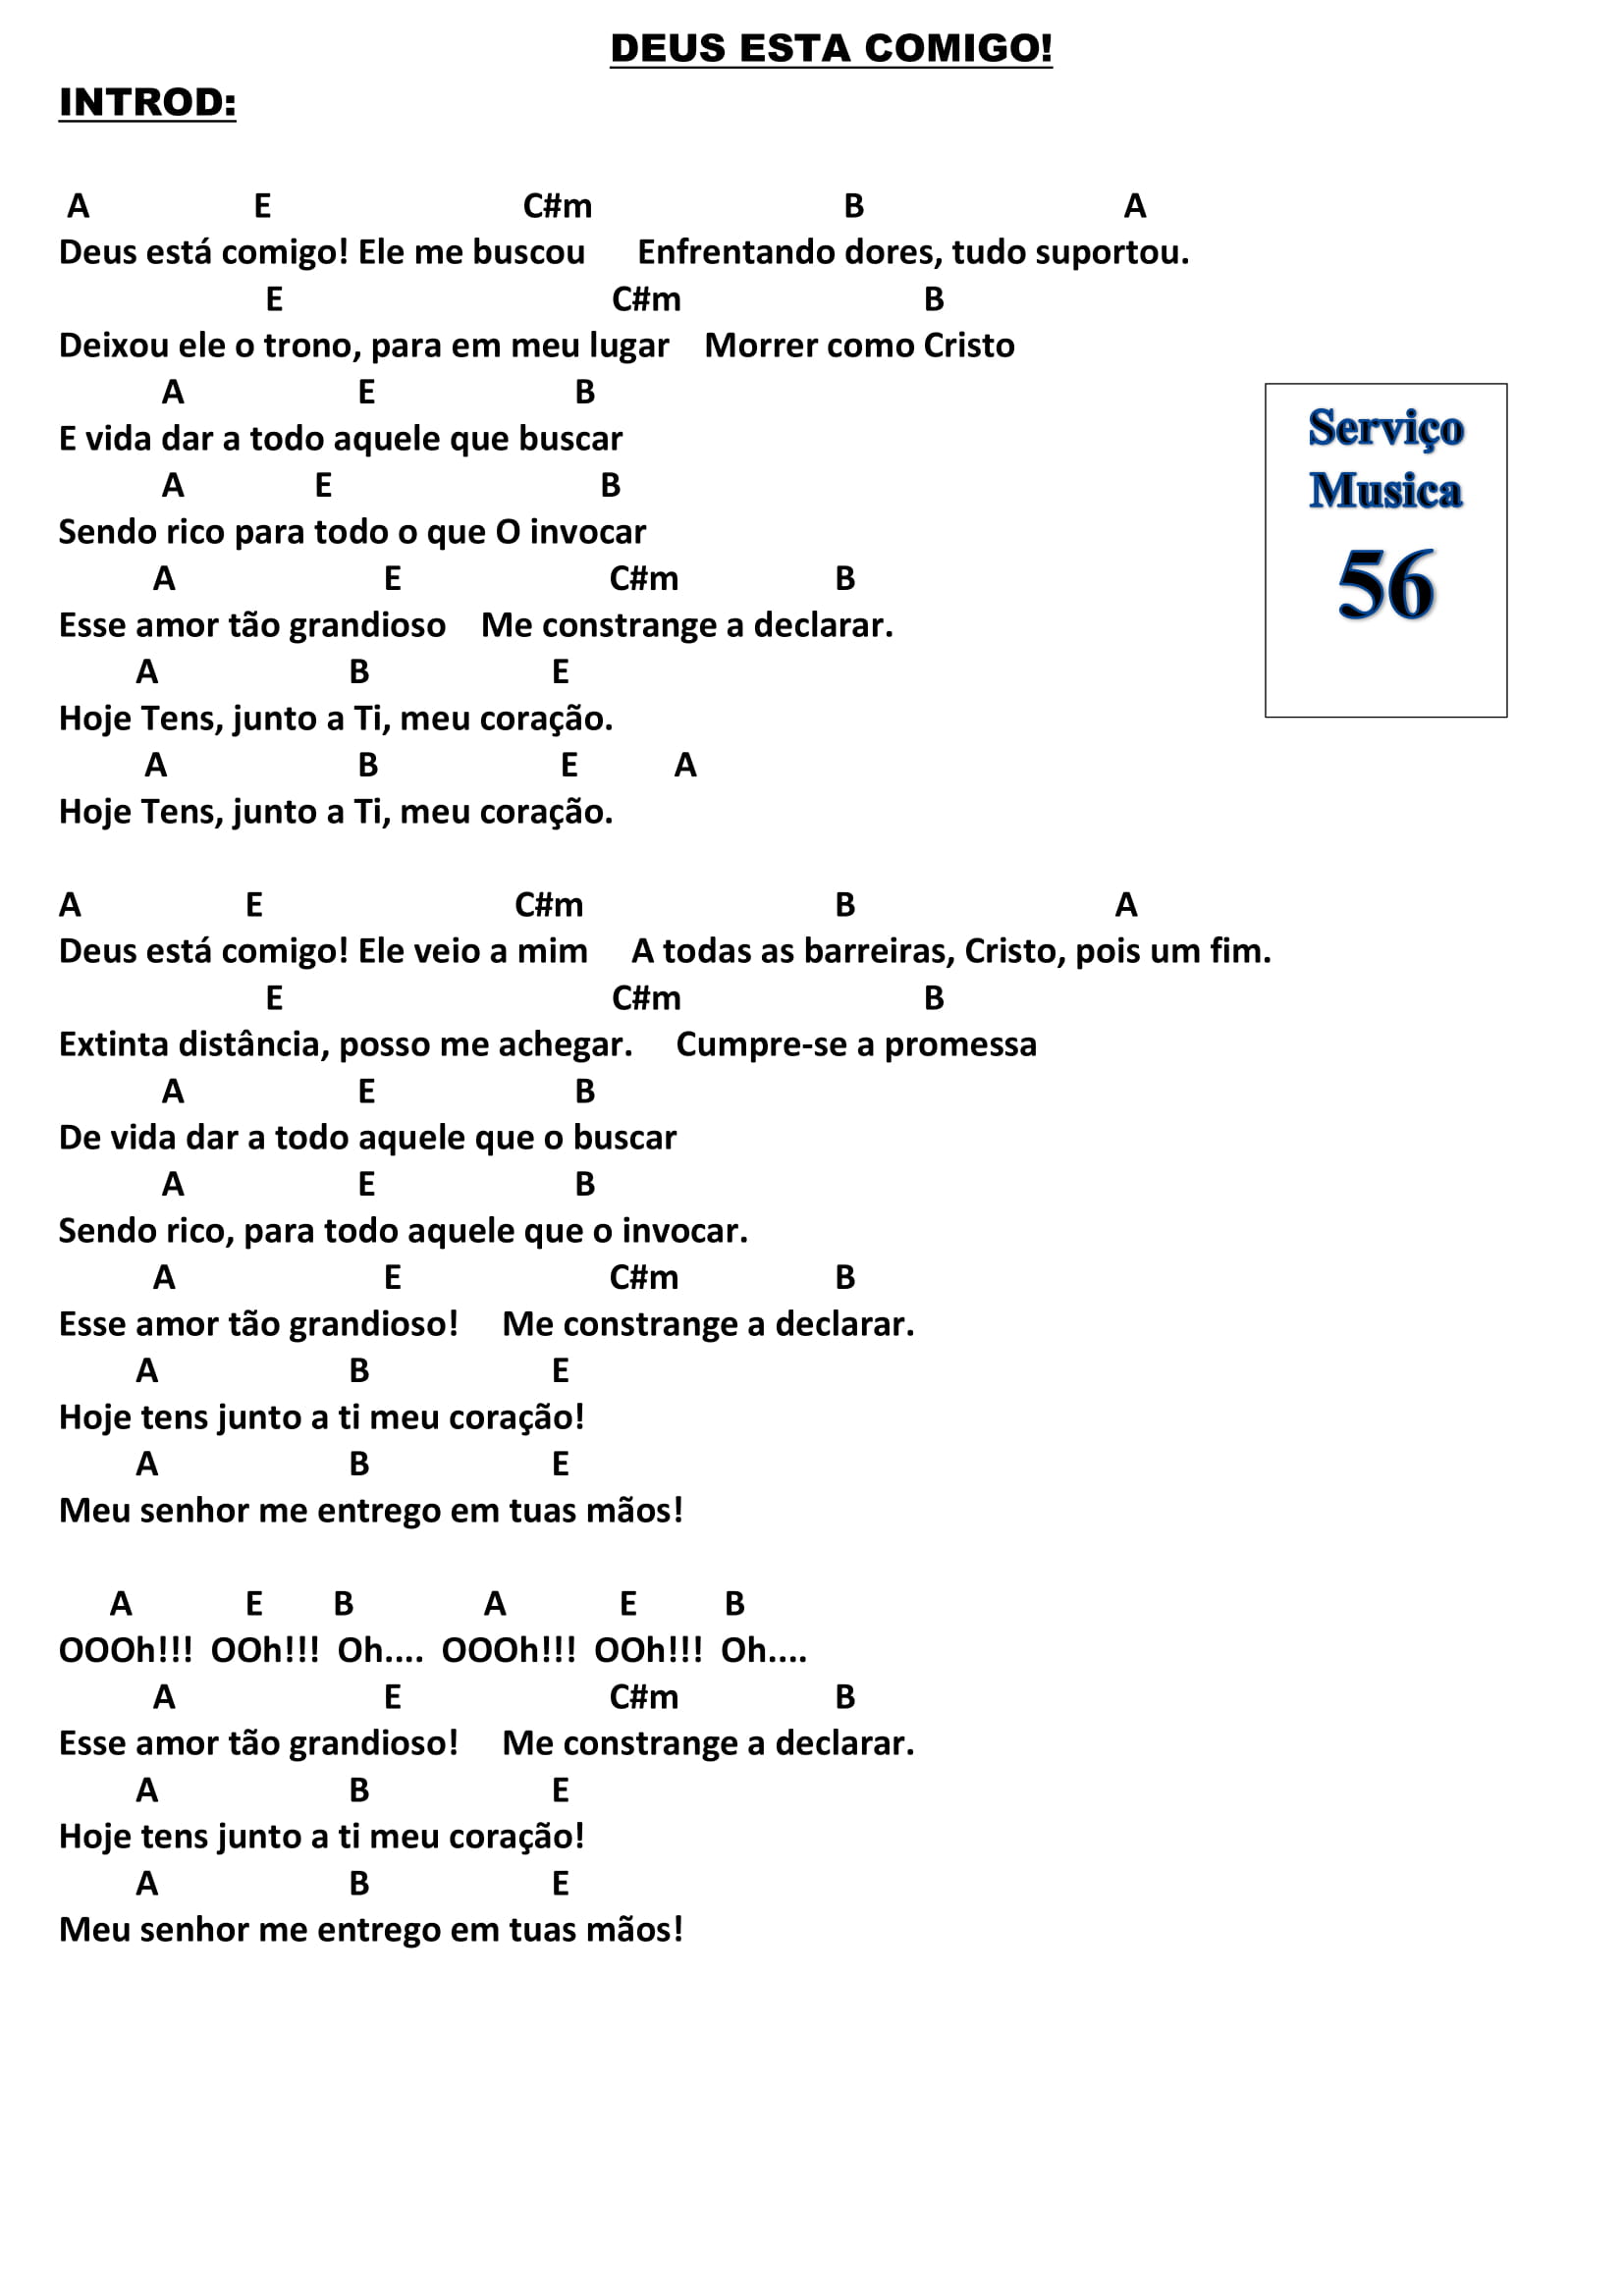 DEUS ESTA COMIGO!
INTROD:
A E C#m B A
Deus está comigo! Ele me buscou Enfrentando dores, tudo suportou.
E C#m B
Deixou ele o trono, para em meu lugar Morrer como Cristo
A E B
E vida dar a todo aquele que buscar
A E B
Sendo rico para todo o que O invocar
A E C#m B
Esse amor tão grandioso Me constrange a declarar.
A B E
Hoje Tens, junto a Ti, meu coração.
A B E A
Hoje Tens, junto a Ti, meu coração.
Serviço
Musica
56
A E C#m B A
Deus está comigo! Ele veio a mim A todas as barreiras, Cristo, pois um fim.
E C#m B
Extinta distância, posso me achegar. Cumpre-se a promessa
A E B
De vida dar a todo aquele que o buscar
A E B
Sendo rico, para todo aquele que o invocar.
A E C#m B
Esse amor tão grandioso! Me constrange a declarar.
A B E
Hoje tens junto a ti meu coração!
A B E
Meu senhor me entrego em tuas mãos!
A E B A E B
OOOh!!! OOh!!! Oh.... OOOh!!! OOh!!! Oh....
A E C#m B
Esse amor tão grandioso! Me constrange a declarar.
A B E
Hoje tens junto a ti meu coração!
A B E
Meu senhor me entrego em tuas mãos!